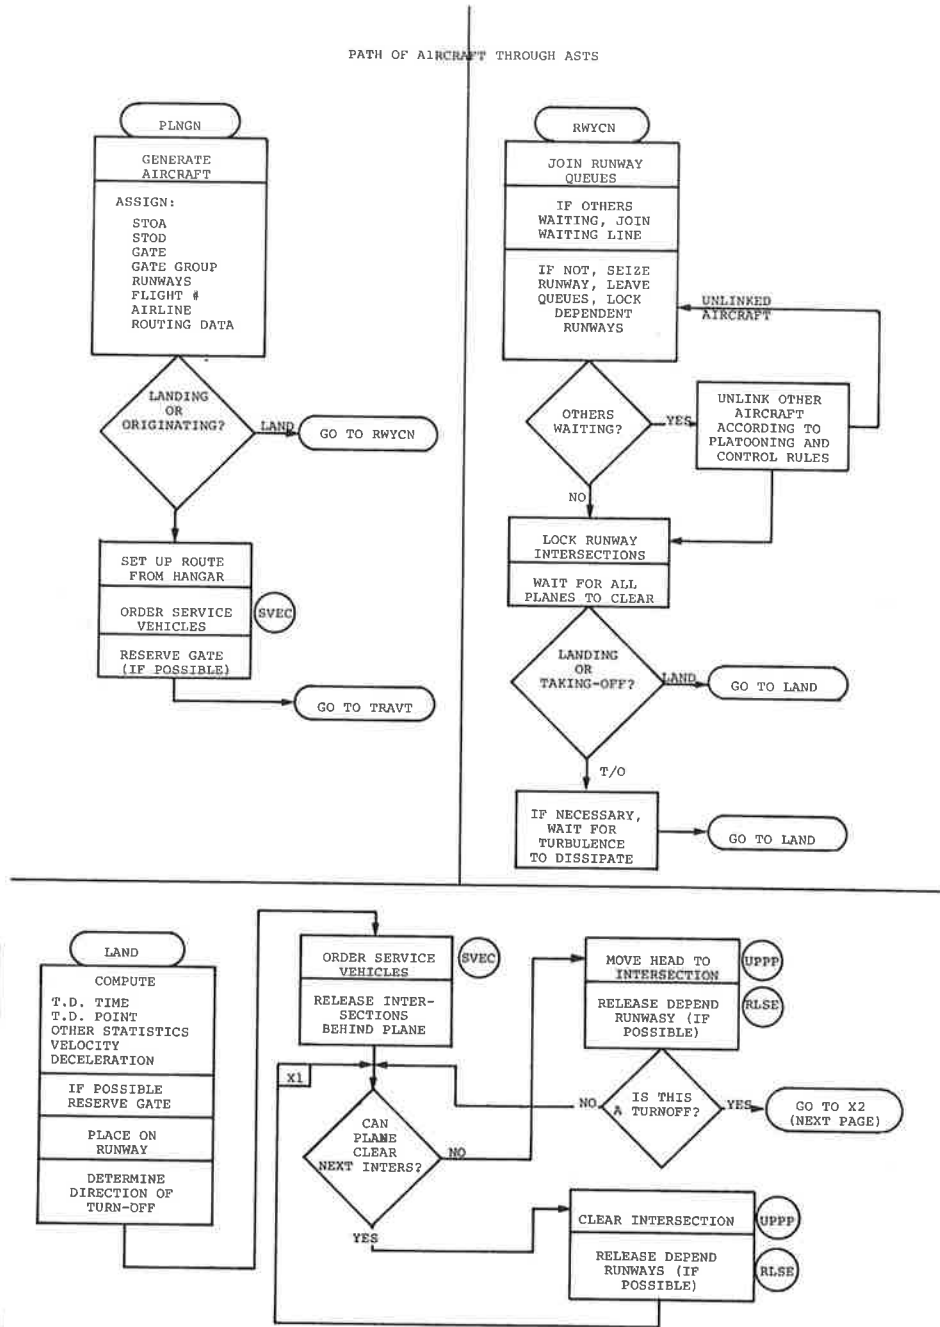 PATH OF AIRCRAFT THROUGH ASTS
PLNGN
GENERATE
AIRCRAFT
ASSIGN:
STOA
STOD
GATE
GATE GROUP
RUNWAYS
FLIGHT #
AIRLINE
ROUTING DATA
LANDING
OR
ORIGINATING?
LAND
GO TO RWYCN
SET UP ROUTE
FROM HANGAR
ORDER SERVICE
VEHICLES
SVEC
RESERVE GATE
(IF POSSIBLE)
GO TO TRAVT
RWYCN
JOIN RUNWAY
QUEUES
IF OTHERS
WAITING, JOIN
WAITING LINE
IF NOT, SEIZE
RUNWAY, LEAVE
QUEUES, LOCK
DEPENDENT
RUNWAYS
UNLINKED
AIRCRAFT
OTHERS
WAITING?
YES
UNLINK OTHER
AIRCRAFT
ACCORDING TO
PLATOONING AND
CONTROL RULES
NO
LOCK RUNWAY
INTERSECTIONS
WAIT FOR ALL
PLANES TO CLEAR
LANDING
OR
TAKING-OFF?
LAND
GO TO LAND
T/O
IF NECESSARY,
WAIT FOR
TURBULENCE
TO DISSIPATE
GO TO LAND
LAND
COMPUTE
T.D. TIME
T.D. POINT
OTHER STATISTICS
VELOCITY
DECELERATION
IF POSSIBLE
RESERVE GATE
PLACE ON
RUNWAY
DETERMINE
DIRECTION OF
TURN-OFF
ORDER SERVICE
VEHICLES
SVEC
RELEASE INTER-
SECTIONS
BEHIND PLANE
X1
CAN
PLANE
CLEAR
NEXT INTERS?
NO
YES
MOVE HEAD TO
INTERSECTION
UPPP
RELEASE DEPEND
RUNWASY (IF
POSSIBLE)
RLSE
IS THIS
A TURNOFF?
NO
YES
GO TO X2
(NEXT PAGE)
CLEAR INTERSECTION
UPPP
RELEASE DEPEND
RUNWAYS (IF
POSSIBLE)
RLSE